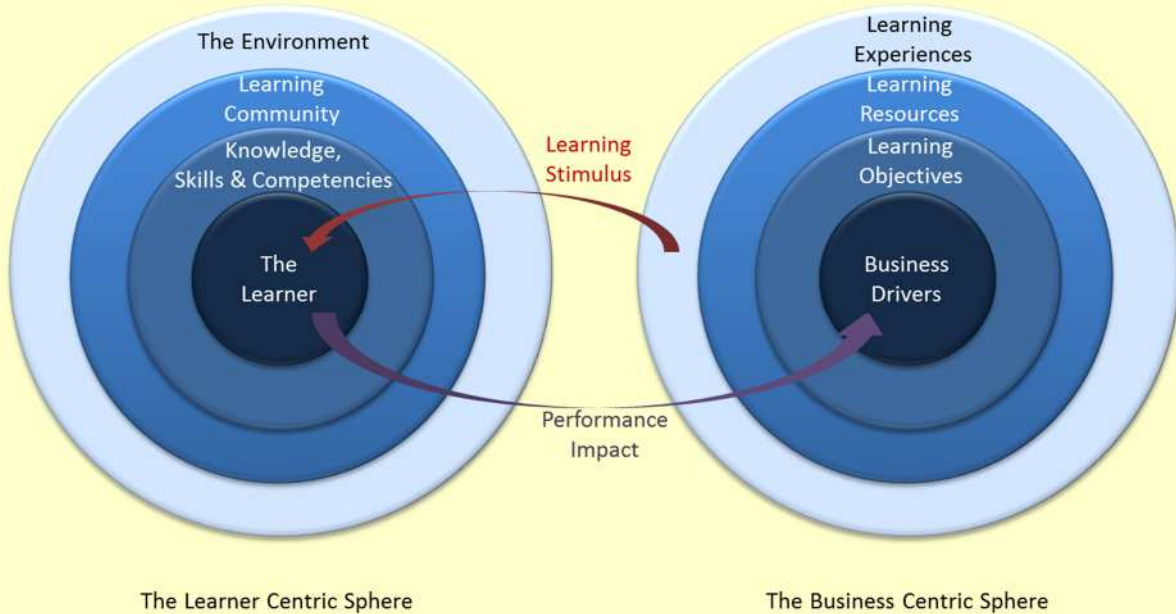 The Environment
Learning
Community
Knowledge,
Skills & Competencies
The
Learner
Learning
Stimulus
Performance
Impact
Learning
Experiences
Learning
Resources
Learning
Objectives
Business
Drivers
The Learner Centric Sphere
The Business Centric Sphere